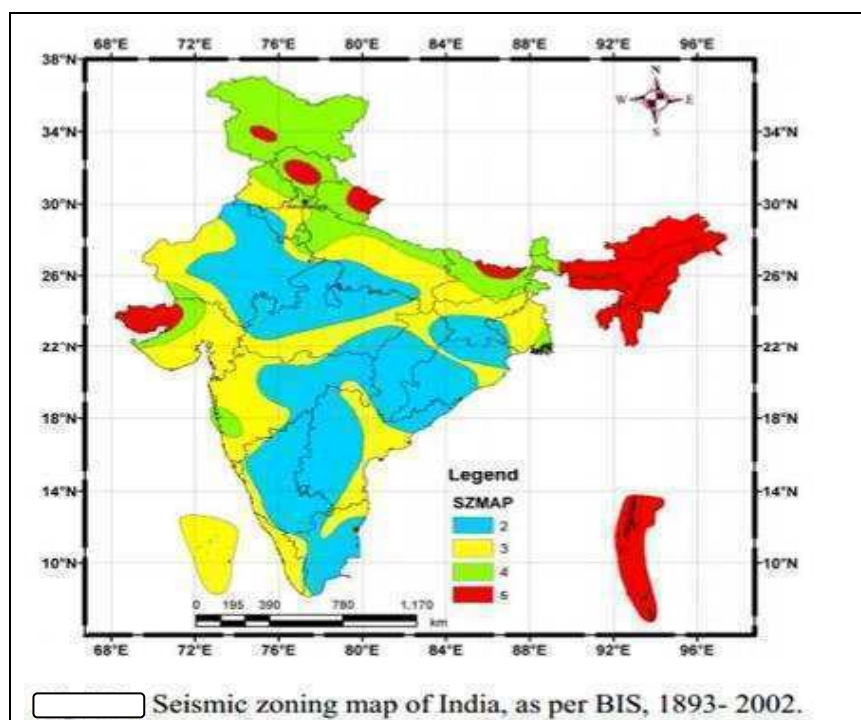 68°E 72°E 76°E 80°E 84°E 88°E 92°E 96°E
38°N
34°N 34°N
30°N 30°N
26°N 26°N
22°N 22°N
18°N 18°N
14°N 14°N
10°N 10°N
N
W E
S
Legend
SZMAP
2
3
4
5
0 195 390 780 1,170
km
68°E 72°E 76°E 80°E 84°E 88°E 92°E 96°E
Seismic zoning map of India, as per BIS, 1893- 2002.